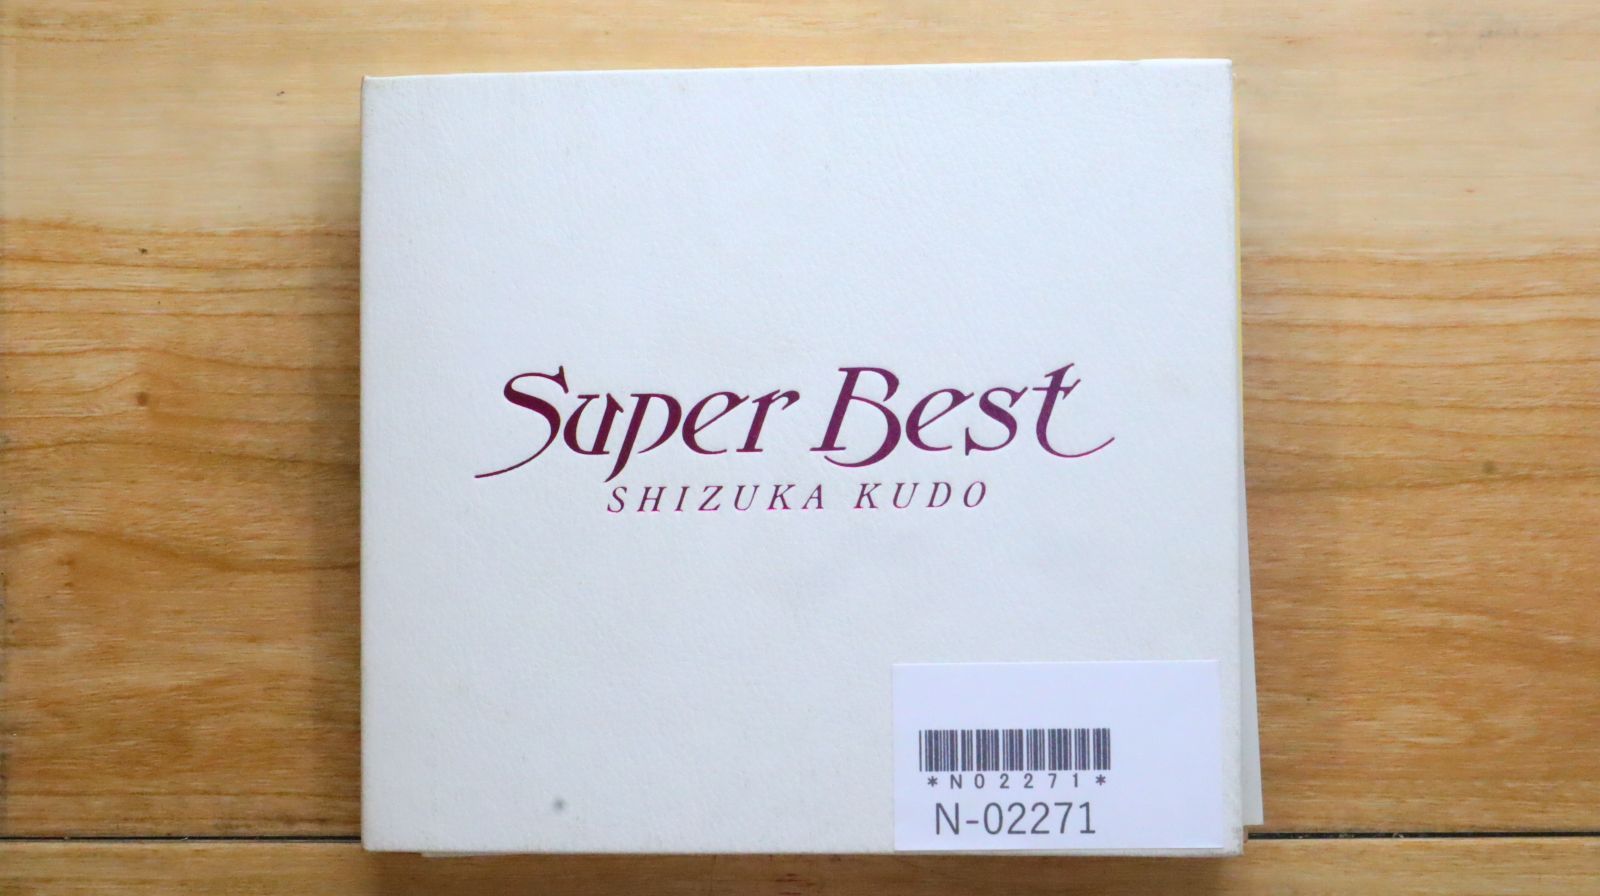 Super Best
SHIZUKA KUDO
*N02271*
N-02271